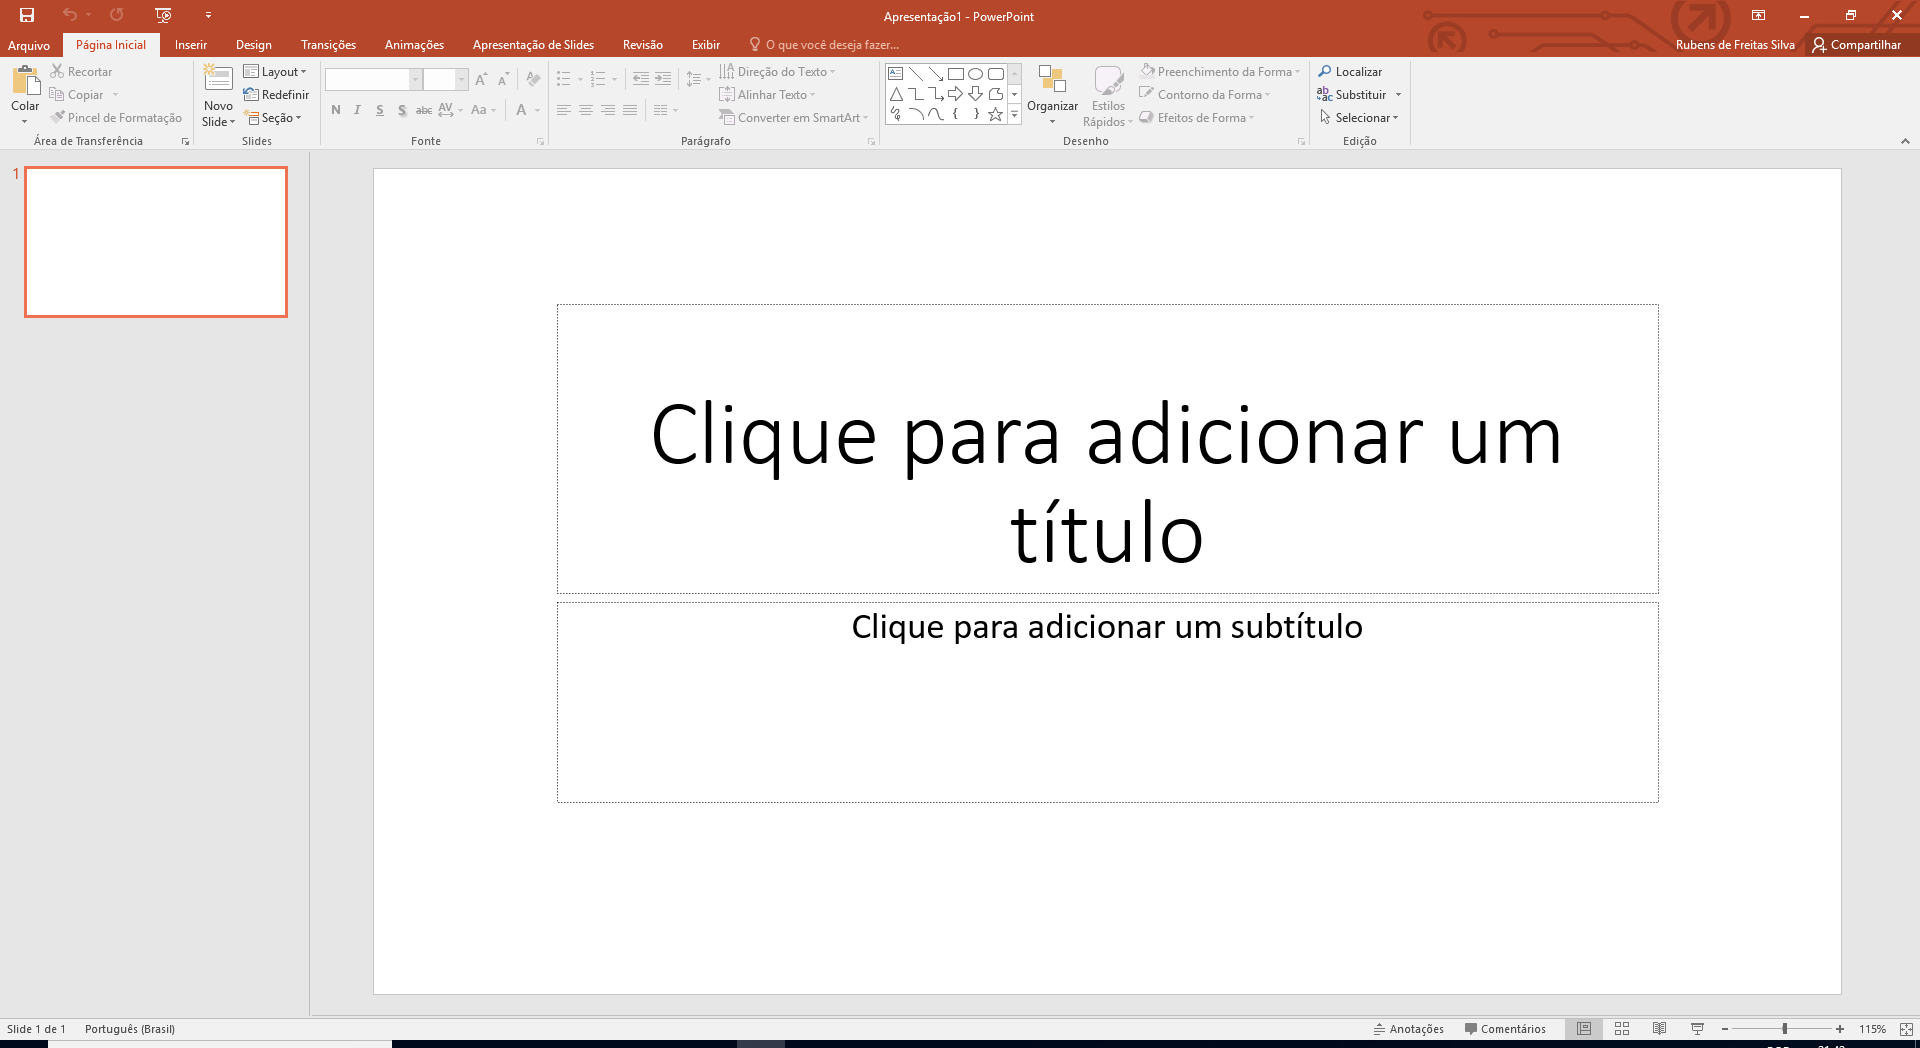 Apresentação1 - PowerPoint
Arquivo Página Inicial Inserir Design Transições Animações Apresentação de Slides Revisão Exibir O que você deseja fazer... Rubens de Freitas Silva Compartilhar
Colar
Recortar
Copiar
Pincel de Formatação
Área de Transferência
Novo
Slide
Layout
Redefinir
Seção
Slides
N I S S abc AV Aa A
Fonte
Direção do Texto
Alinhar Texto
Converter em SmartArt
Parágrafo
Organizar
Estilos
Rápidos
Preenchimento da Forma
Contorno da Forma
Efeitos de Forma
Desenho
Localizar
Substituir
Selecionar
Edição
1
Clique para adicionar um
título
Clique para adicionar um subtítulo
Slide 1 de 1 Português (Brasil) Anotações Comentários 115%